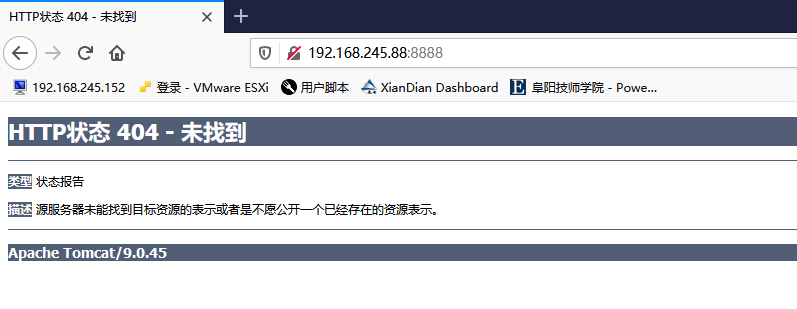 HTTP状态 404 - 未找到
192.168.245.88:8888
192.168.245.152 登录 - VMware ESXi 用户脚本 XianDian Dashboard E 阜阳技师学院 - Powe...
HTTP状态 404 - 未找到
类型 状态报告
描述 源服务器未能找到目标资源的表示或者是不愿公开一个已经存在的资源表示。
Apache Tomcat/9.0.45